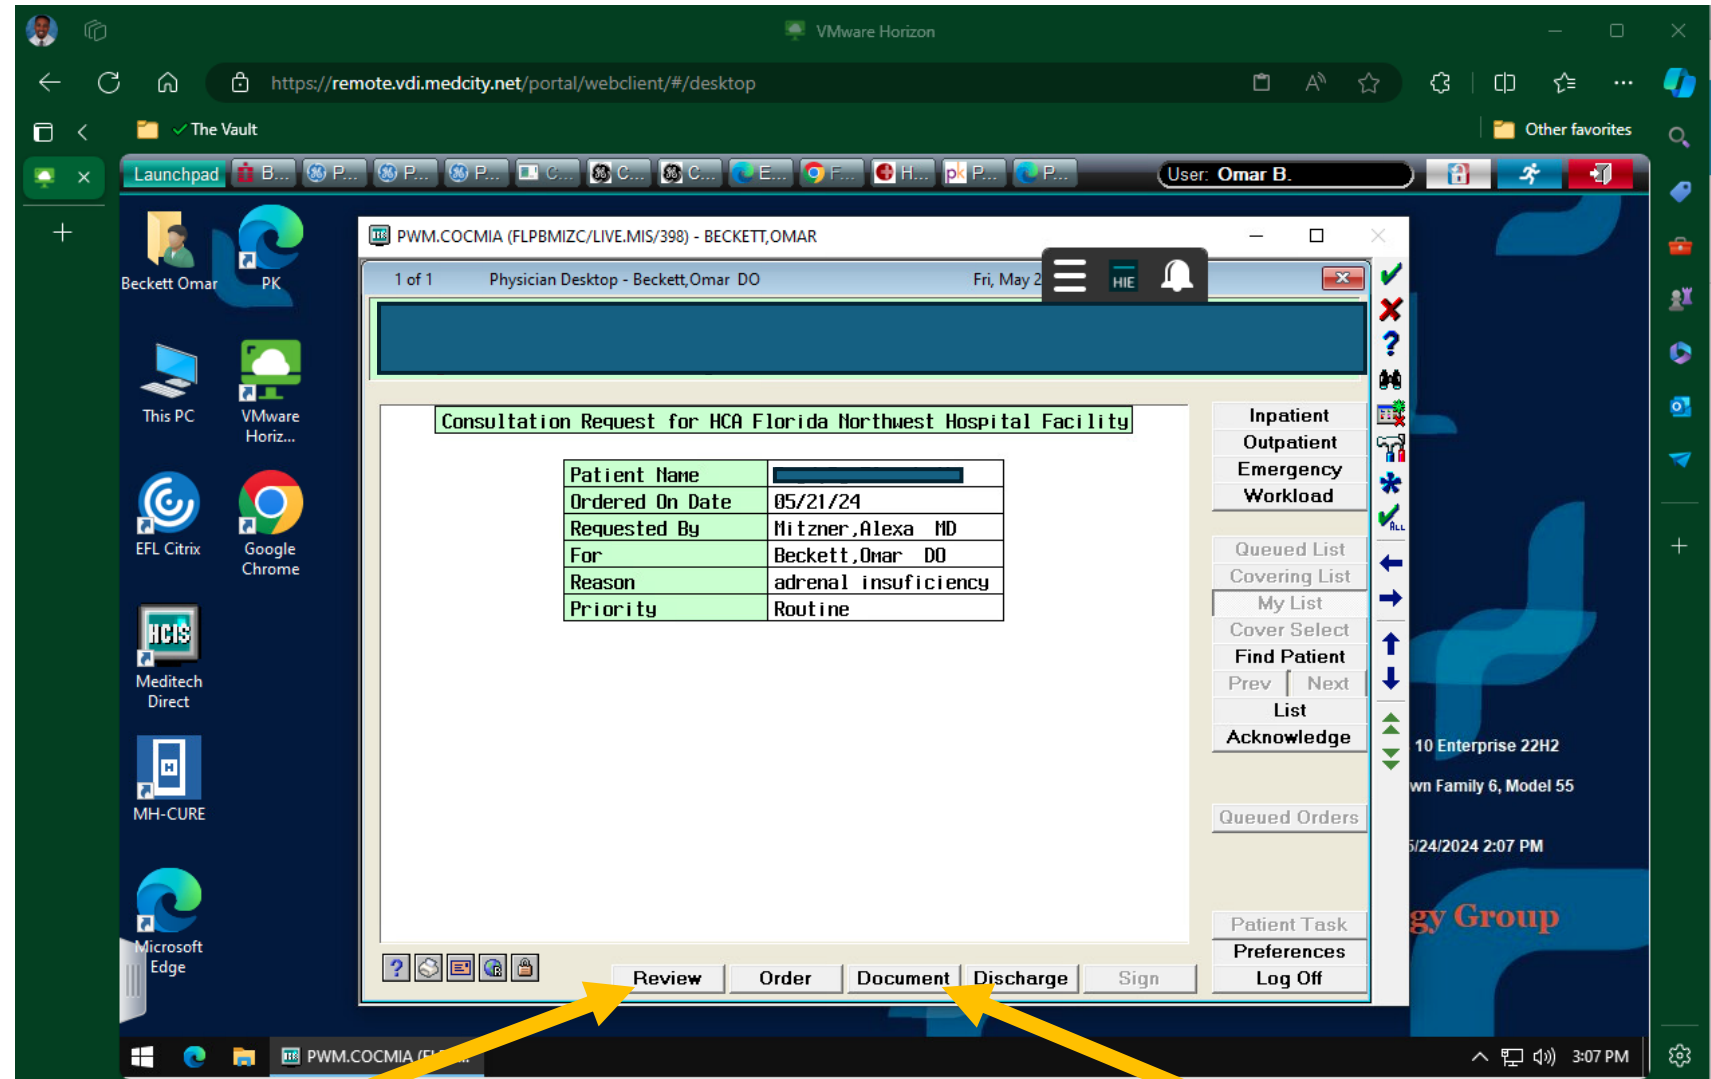 VMware Horizon
https://remote.vdi.medcity.net/portal/webclient/#/desktop
The Vault
Other favorites
Launchpad B... P... P... P... C... C... C... E... F... H... P... P... User: Omar B.
PWM.COCMIA (FLPBMIZC/LIVE.MIS/398) - BECKETT,OMAR
1 of 1 Physician Desktop - Beckett,Omar DO Fri, May 2
HIE
Beckett Omar
PK
This PC
VMware
Horiz...
EFL Citrix
Google
Chrome
HCIS
Meditech
Direct
H
MH-CURE
Microsoft
Edge
Consultation Request for HCA Florida Northwest Hospital Facility
Patient Name
Ordered On Date 05/21/24
Requested By Mitzner,Alexa MD
For Beckett,Omar DO
Reason adrenal insuficiency
Priority Routine
Inpatient
Outpatient
Emergency
Workload
Queued List
Covering List
My List
Cover Select
Find Patient
Prev Next
List
Acknowledge
Queued Orders
Patient Task
Preferences
Log Off
ALL
Review Order Document Discharge Sign
10 Enterprise 22H2
wn Family 6, Model 55
5/24/2024 2:07 PM
gy Group
PWM.COCMIA
3:07 PM